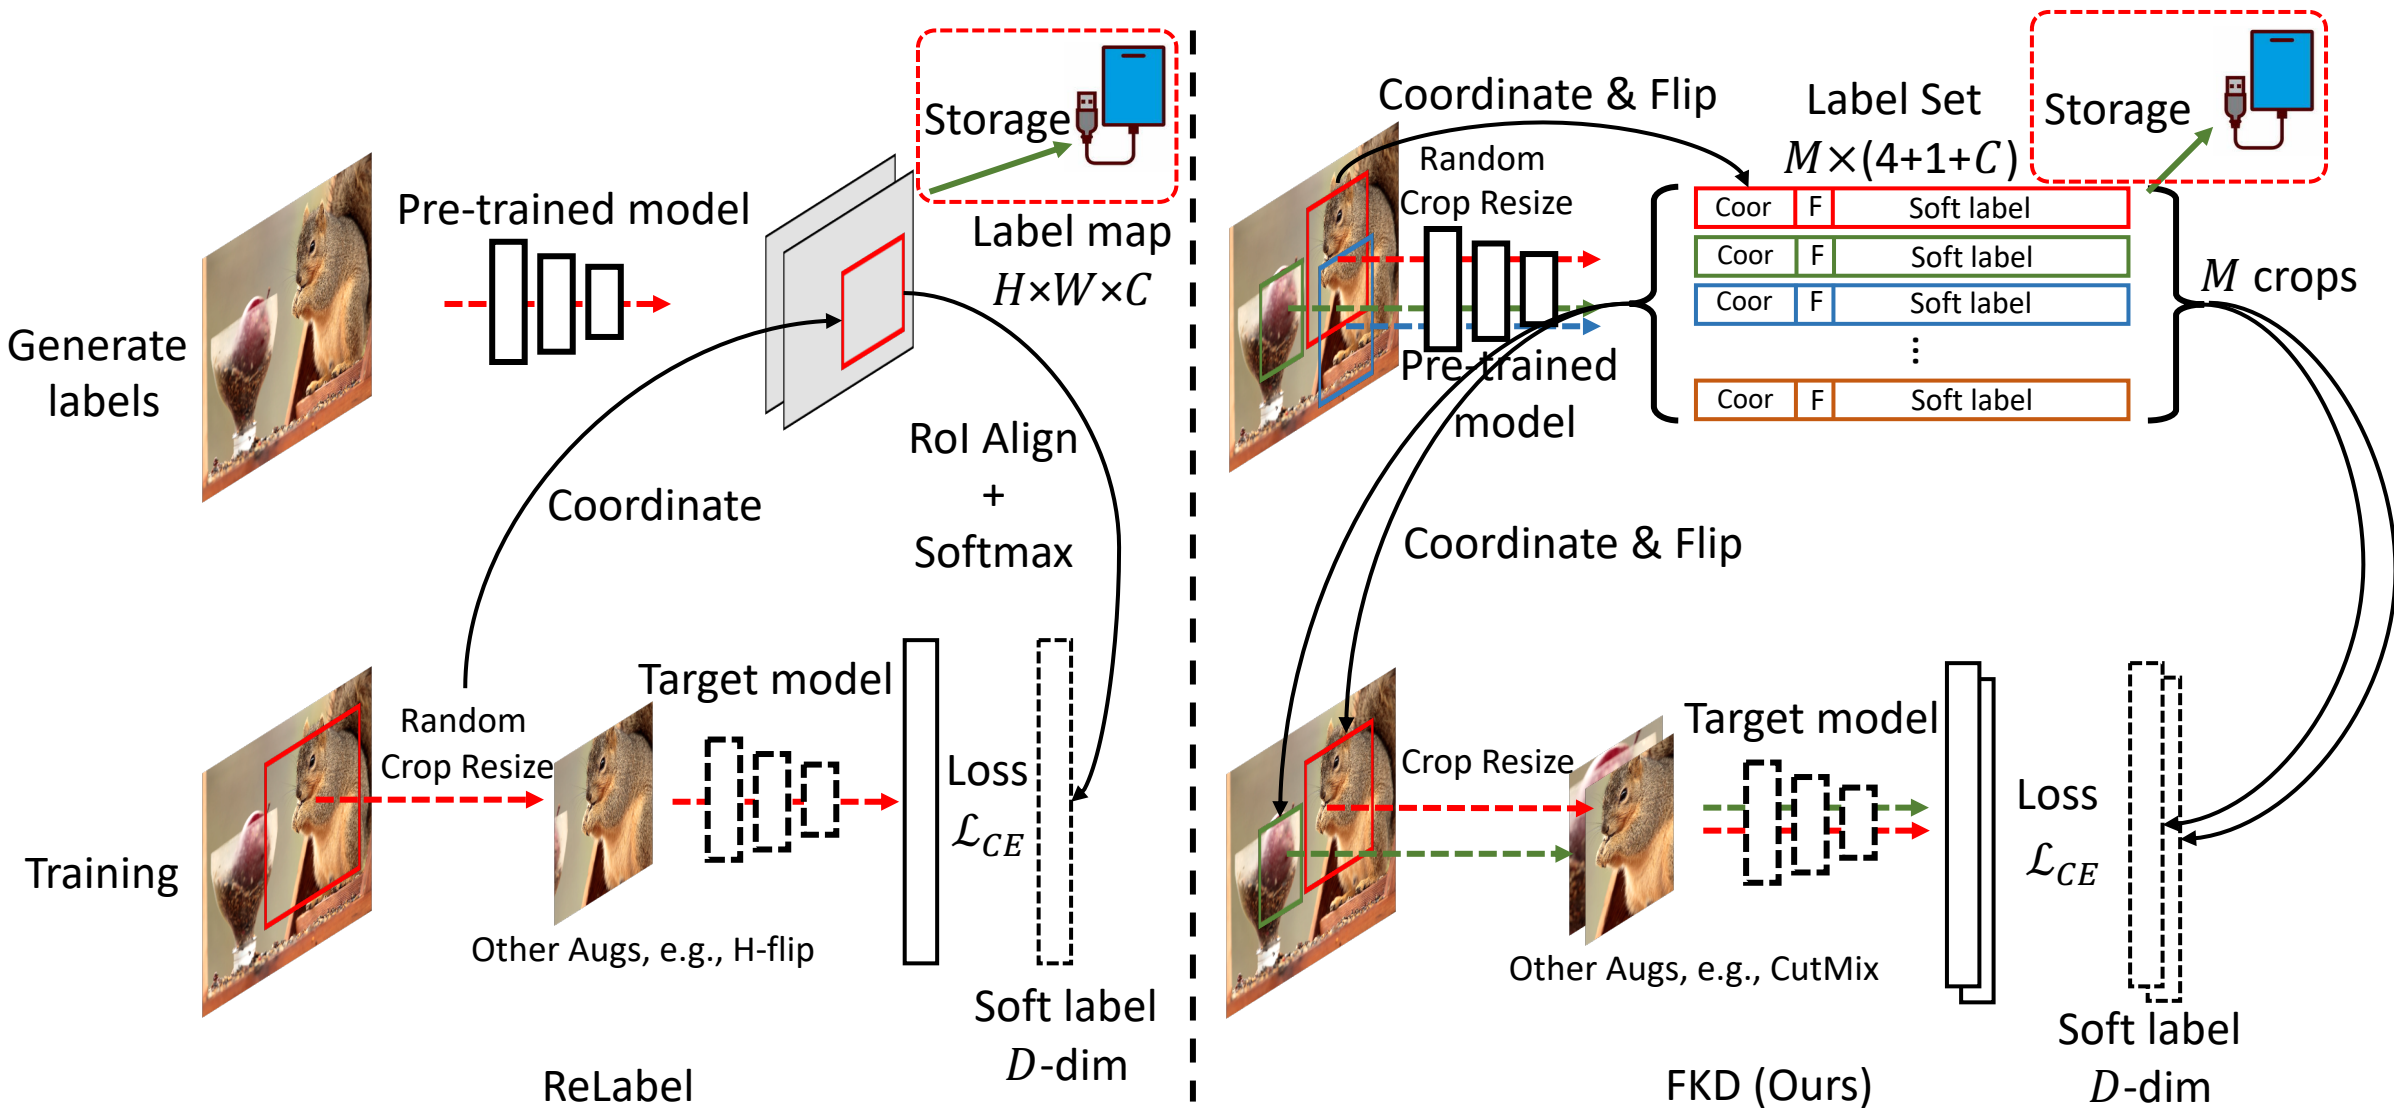 Generate
labels
Pre-trained model
Storage
Label map
H×W×C
RoI Align
+
Softmax
Coordinate
Training
Random
Crop Resize
Target model
Loss
ℒ_CE
Other Augs, e.g., H-flip
Soft label
D-dim
ReLabel
Coordinate & Flip
Random
Crop Resize
Pre-trained
model
Label Set
M×(4+1+C)
Storage
Coor F Soft label
Coor F Soft label
Coor F Soft label
⋮
Coor F Soft label
M crops
Coordinate & Flip
Crop Resize
Target model
Loss
ℒ_CE
Other Augs, e.g., CutMix
Soft label
D-dim
FKD (Ours)